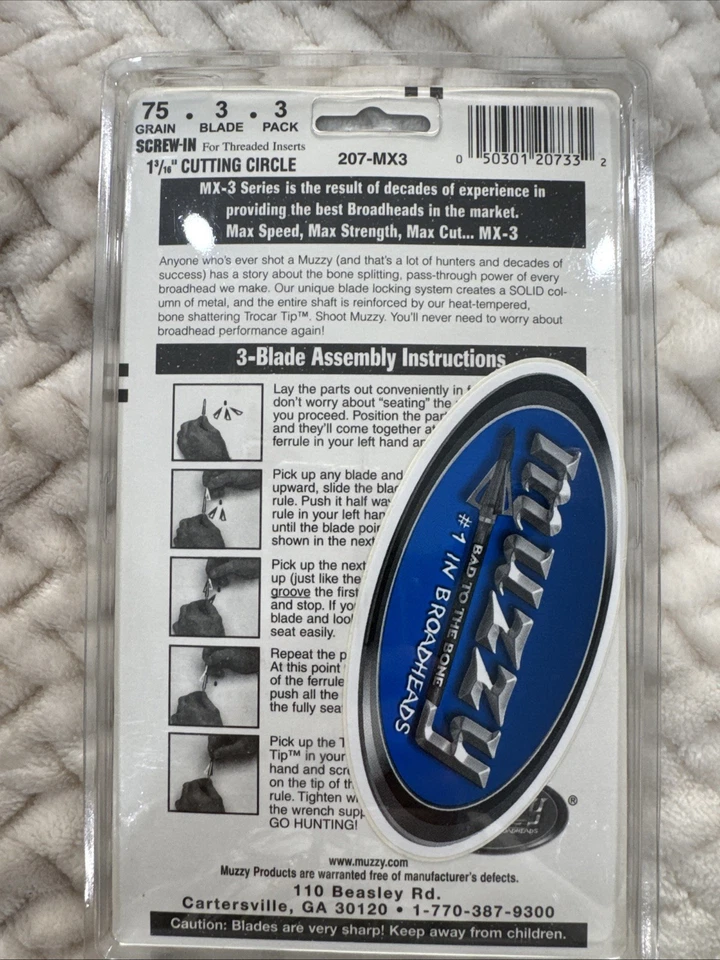 75 • 3 • 3
GRAIN BLADE PACK
SCREW-IN For Threaded Inserts
1 3/16" CUTTING CIRCLE
207-MX3
0 50301 20733 2
MX-3 Series is the result of decades of experience in
providing the best Broadheads in the market.
Max Speed, Max Strength, Max Cut... MX-3
Anyone who's ever shot a Muzzy (and that's a lot of hunters and decades of
success) has a story about the bone splitting, pass-through power of every
broadhead we make. Our unique blade locking system creates a SOLID col-
umn of metal, and the entire shaft is reinforced by our heat-tempered,
bone shattering Trocar Tip™. Shoot Muzzy. You'll never need to worry about
broadhead performance again!
3-Blade Assembly Instructions
Lay the parts out conveniently in
don't worry about "seating" the
you proceed. Position the
and they'll come together
ferrule in your left hand
Pick up any blade and
upward, slide the
rule. Push it half
rule in your left
until the blade
shown in the
Pick up the next
up (just like the
groove the first
and stop. If
blade and
seat easily.
Repeat the
At this point
of the ferrule
push all the
the fully
Pick up the
Tip™ in your
hand and
on the tip of
rule. Tighten
the wrench
GO HUNTING!
muzzy
BAD TO THE BONE
#1 IN BROADHEADS
®
www.muzzy.com
Muzzy Products are warranted free of manufacturer's defects.
110 Beasley Rd.
Cartersville, GA 30120 • 1-770-387-9300
Caution: Blades are very sharp! Keep away from children.